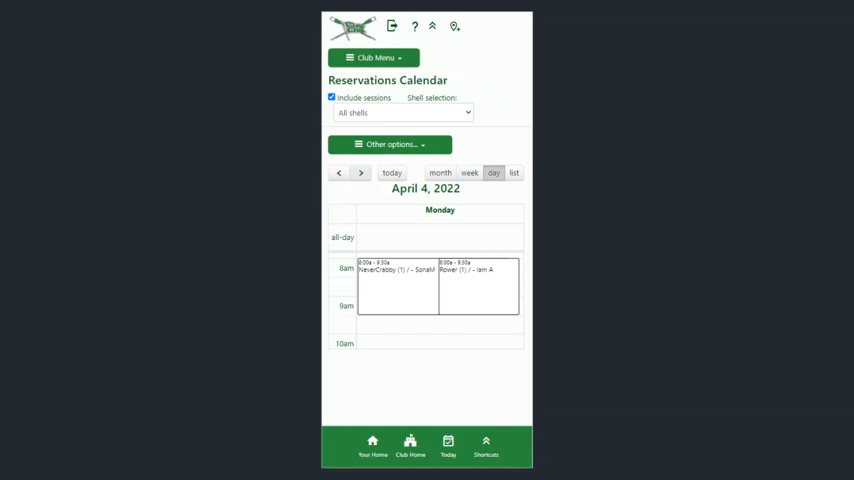 ?
Club Menu
Reservations Calendar
Include sessions Shell selection:
All shells
Other options...
today month week day list
April 4, 2022
Monday
all-day
8am
8:00a - 9:30a
NeverCrabby (1) / - SonaM
8:00a - 9:30a
Rower (1) / - Iam A
9am
10am
Your Home Club Home Today Shortcuts